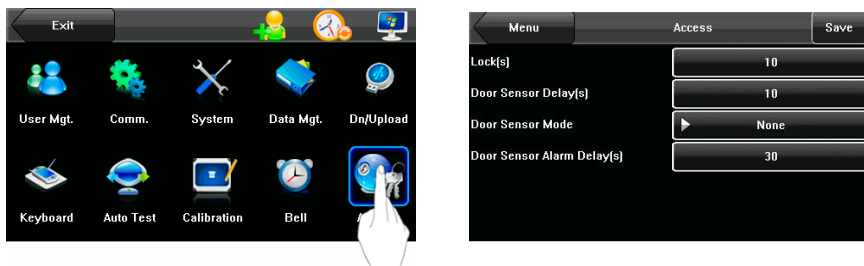 Exit
User Mgt. Comm. System Data Mgt. Dn/Upload
Keyboard Auto Test Calibration Bell
Menu Access Save
Lock(s) 10
Door Sensor Delay(s) 10
Door Sensor Mode None
Door Sensor Alarm Delay(s) 30